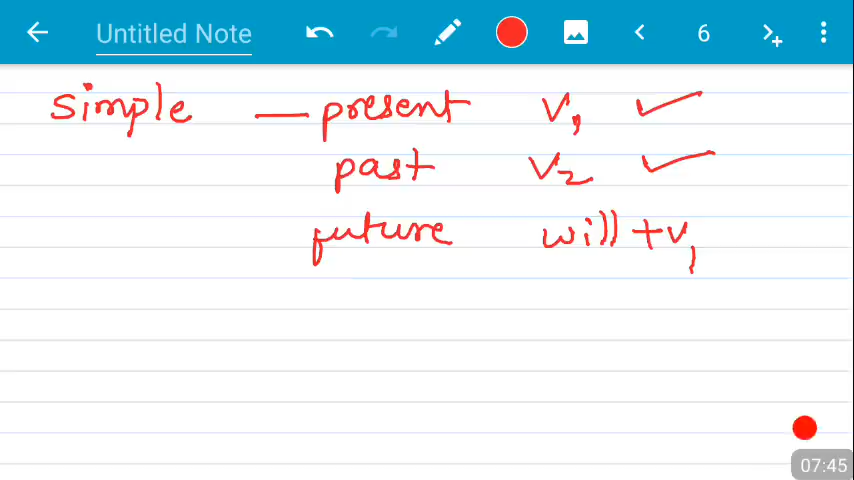 Untitled Note 6
simple — present V1 ✓
past V2 ✓
future will + V1
07:45